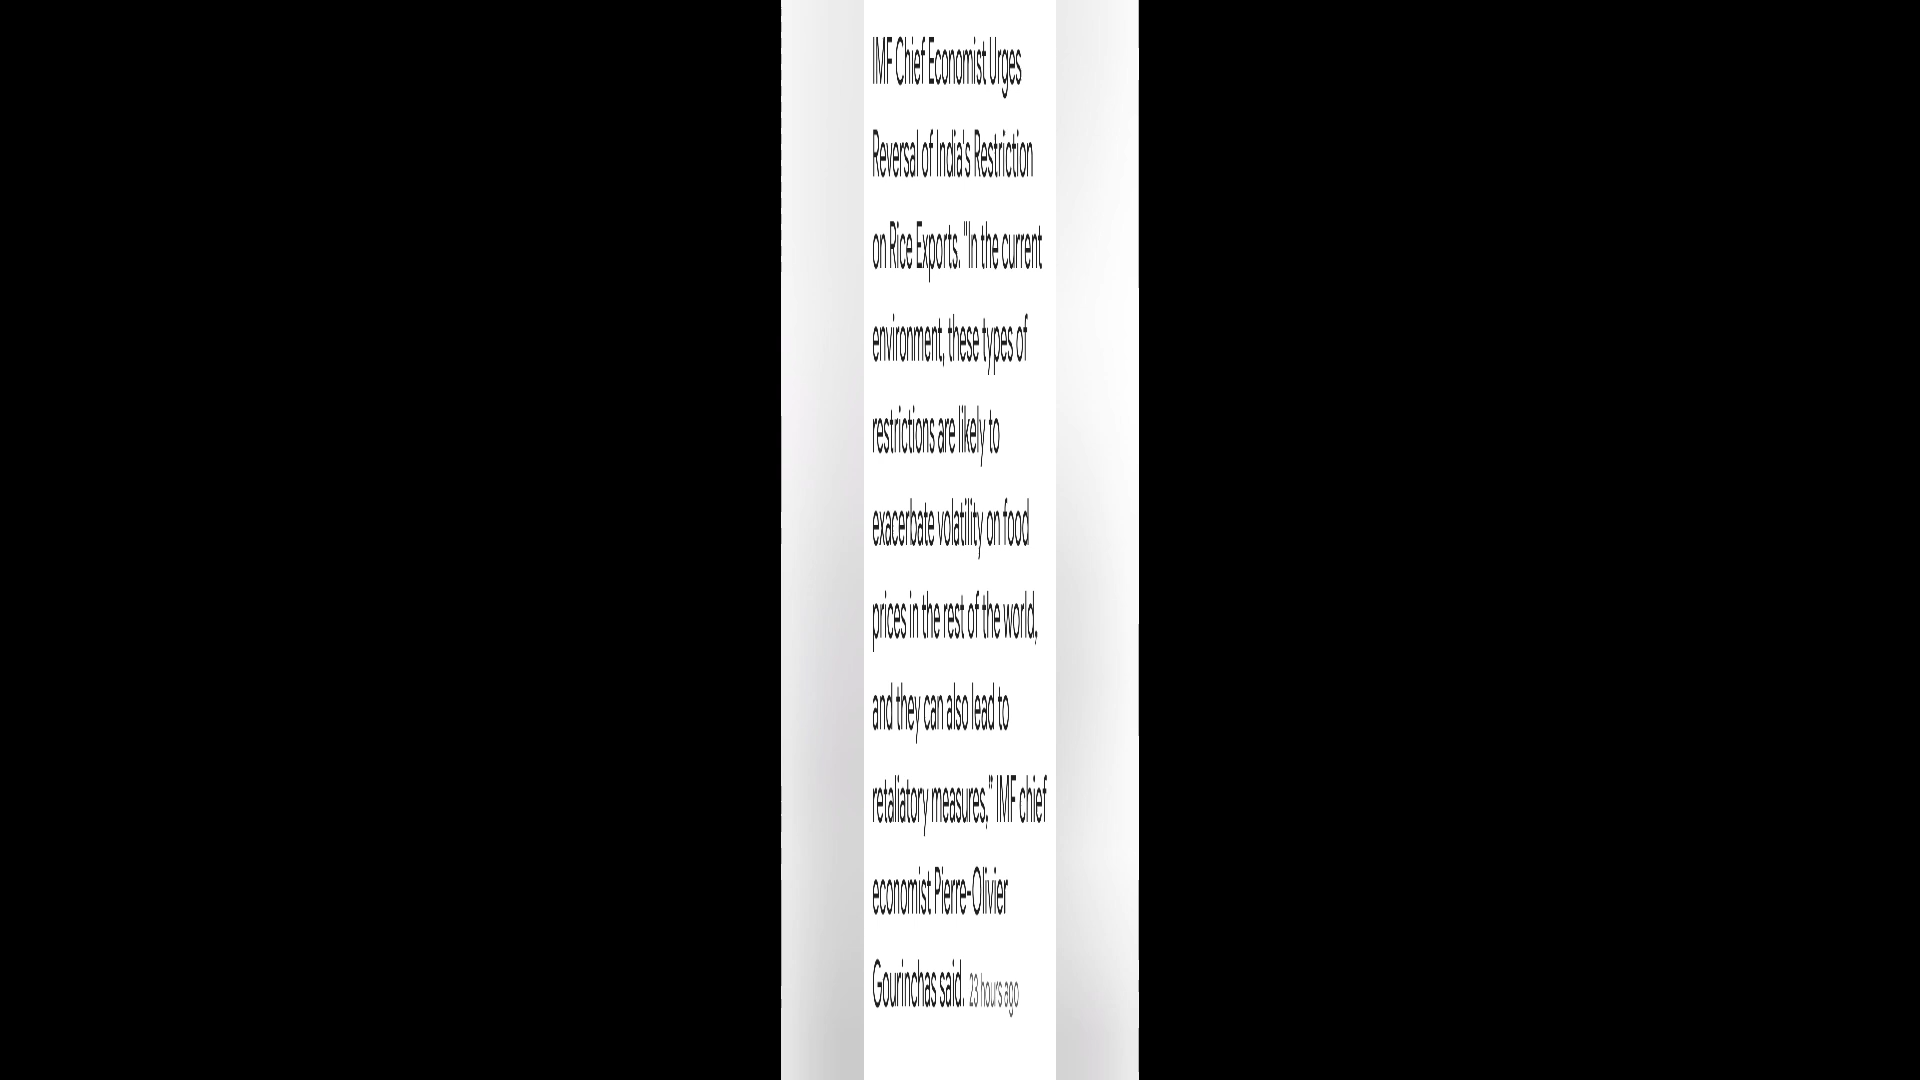 IMF Chief Economist Urges
Reversal of India's Restriction
on Rice Exports. "In the current
environment, these types of
restrictions are likely to
exacerbate volatility on food
prices in the rest of the world,
and they can also lead to
retaliatory measures," IMF chief
economist Pierre-Olivier
Gourinchas said. 23 hours ago